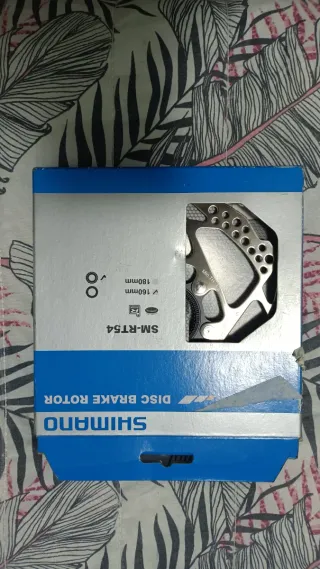 SHIMANO
DISC BRAKE ROTOR
SM-RT54
✓ 160mm
180mm